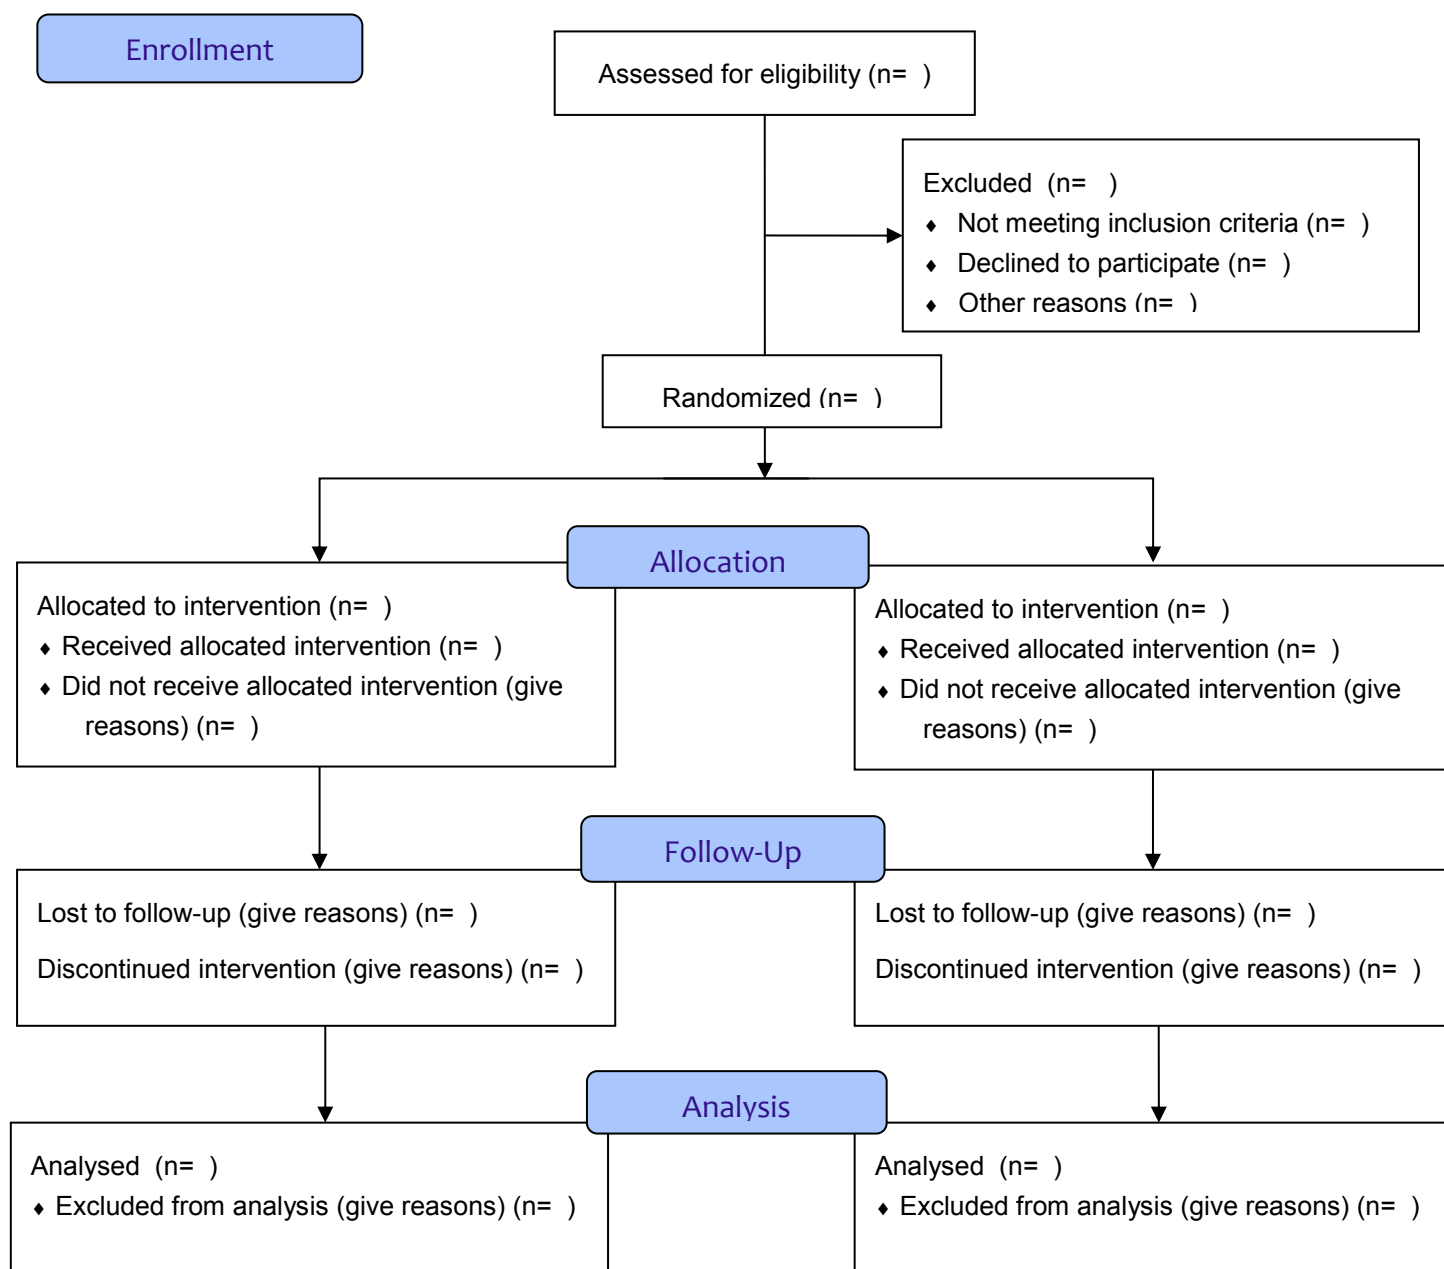 Enrollment
Assessed for eligibility (n=  )
Excluded  (n=   )
♦ Not meeting inclusion criteria (n=  )
♦ Declined to participate (n=  )
♦ Other reasons (n=  )
Randomized (n=  )
Allocation
Allocated to intervention (n=  )
♦ Received allocated intervention (n=  )
♦ Did not receive allocated intervention (give
reasons) (n=  )
Allocated to intervention (n=  )
♦ Received allocated intervention (n=  )
♦ Did not receive allocated intervention (give
reasons) (n=  )
Follow-Up
Lost to follow-up (give reasons) (n=  )
Discontinued intervention (give reasons) (n=  )
Lost to follow-up (give reasons) (n=  )
Discontinued intervention (give reasons) (n=  )
Analysis
Analysed  (n=  )
♦ Excluded from analysis (give reasons) (n=  )
Analysed  (n=  )
♦ Excluded from analysis (give reasons) (n=  )